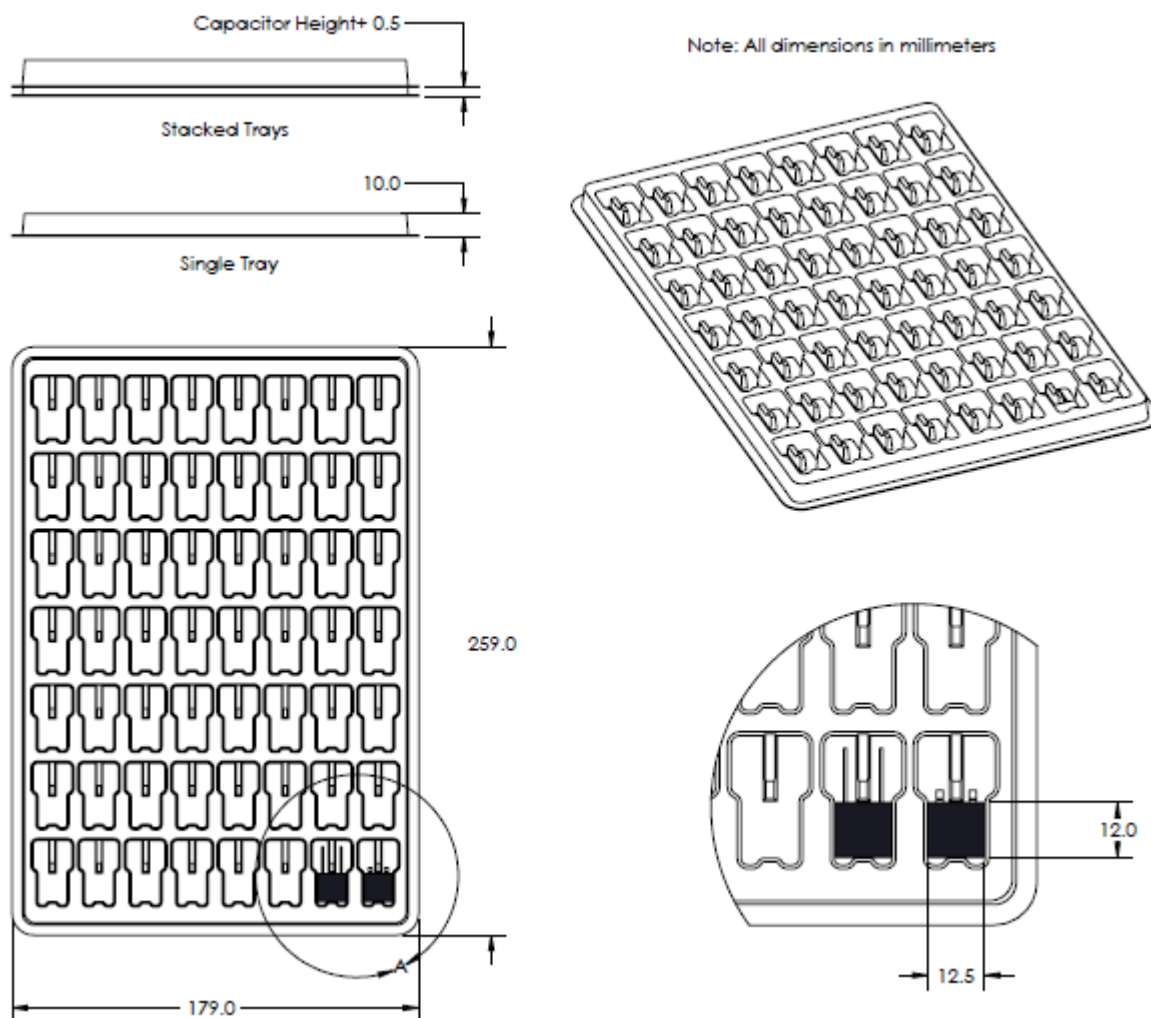 Capacitor Height+ 0.5
Note: All dimensions in millimeters
Stacked Trays
10.0
Single Tray
259.0
12.0
A
12.5
179.0